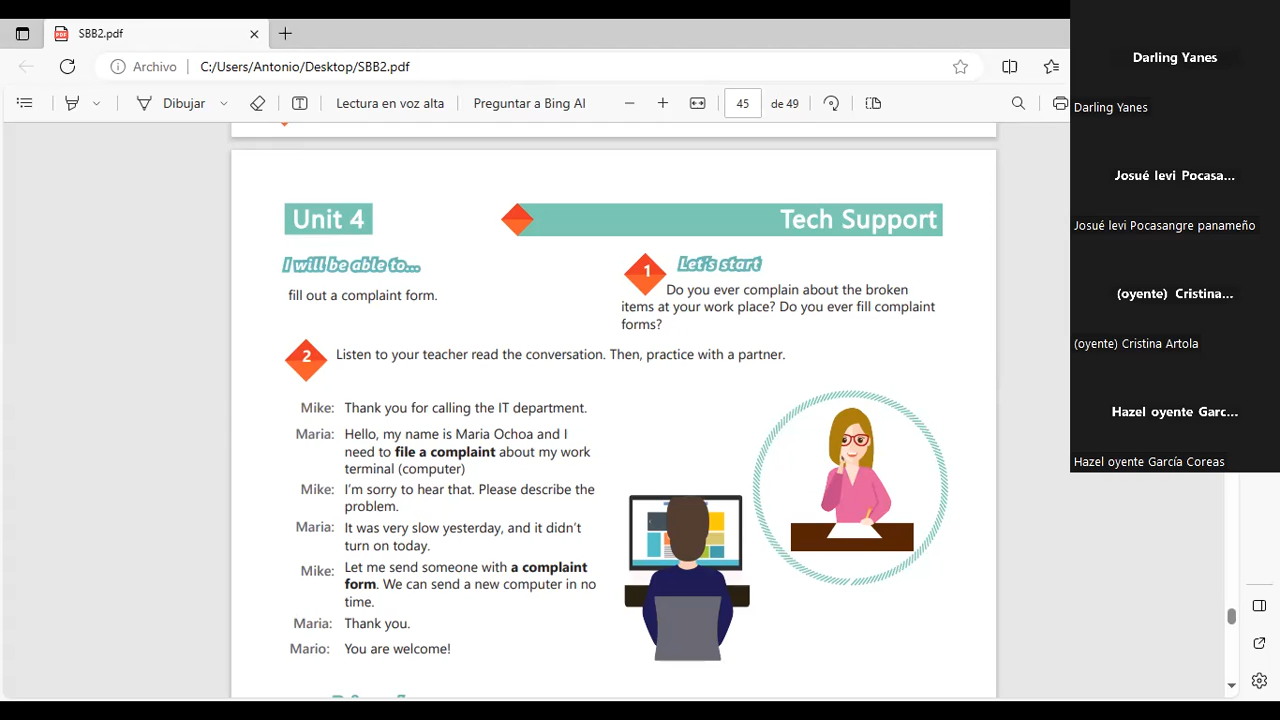 SBB2.pdf
Archivo
C:/Users/Antonio/Desktop/SBB2.pdf
Dibujar
Lectura en voz alta
Preguntar a Bing AI
45
de 49
Unit 4
Tech Support
I will be able to...
fill out a complaint form.
1
Let's start
Do you ever complain about the broken
items at your work place? Do you ever fill complaint
forms?
2
Listen to your teacher read the conversation. Then, practice with a partner.
Mike: Thank you for calling the IT department.
Maria: Hello, my name is Maria Ochoa and I
need to file a complaint about my work
terminal (computer)
Mike: I'm sorry to hear that. Please describe the
problem.
Maria: It was very slow yesterday, and it didn't
turn on today.
Mike: Let me send someone with a complaint
form. We can send a new computer in no
time.
Maria: Thank you.
Mario: You are welcome!
Darling Yanes
Darling Yanes
Josué levi Pocasa...
Josué levi Pocasangre panameño
(oyente) Cristina...
(oyente) Cristina Artola
Hazel oyente Garc...
Hazel oyente García Coreas